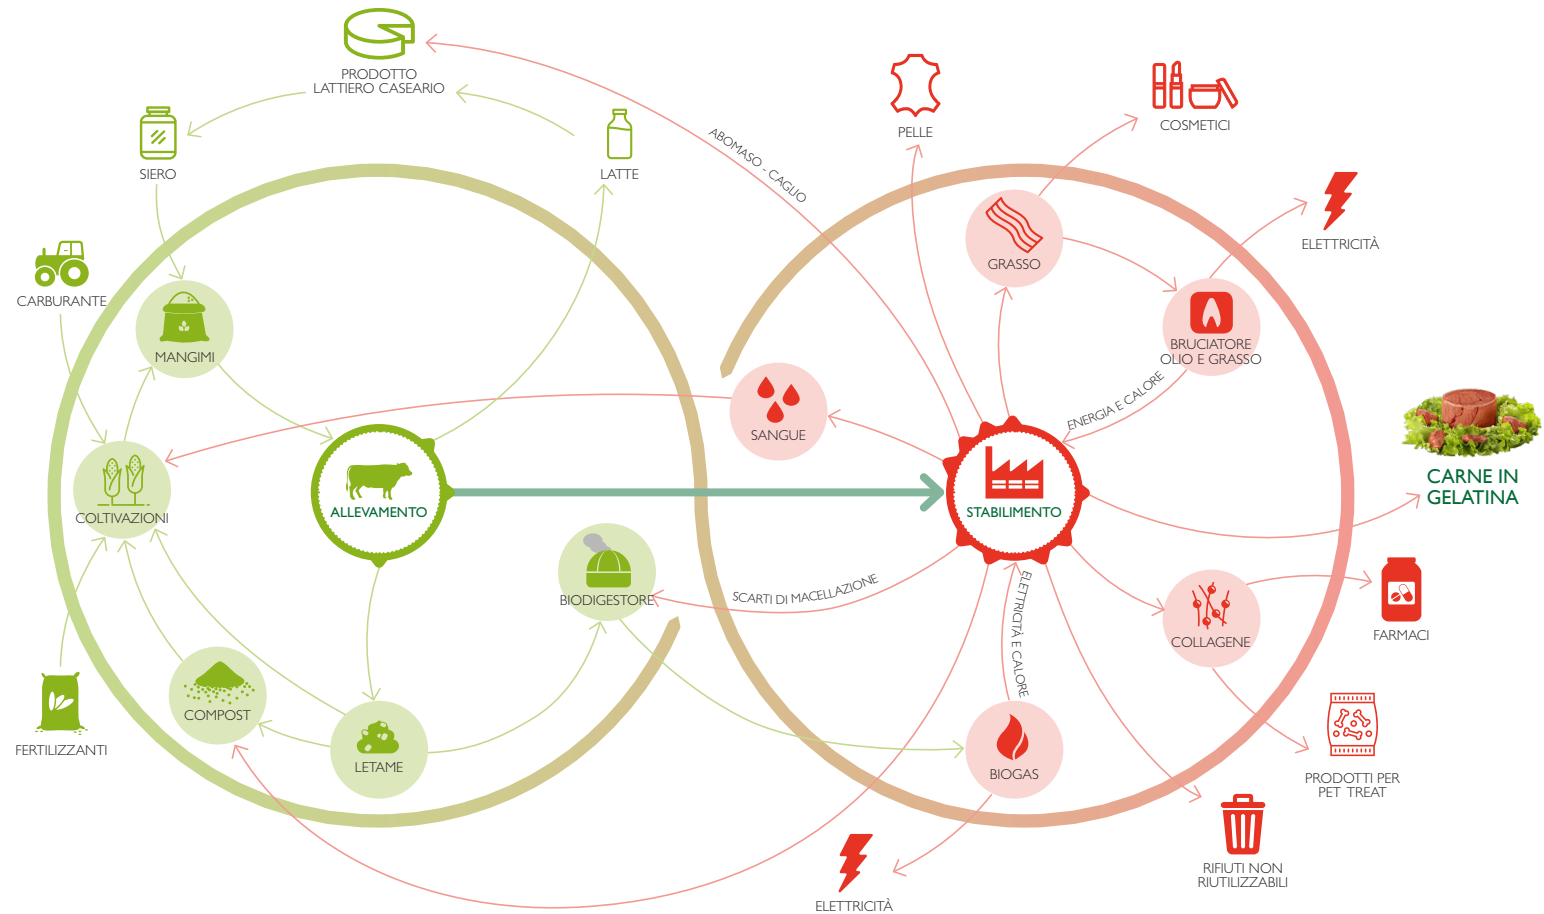 PRODOTTO
LATTIERO CASEARIO
SIERO
LATTE
ABOMASO - CAGLIO
PELLE
COSMETICI
ELETTRICITÀ
CARBURANTE
MANGIMI
GRASSO
BRUCIATORE
OLIO E GRASSO
ENERGIA E CALORE
SANGUE
COLTIVAZIONI
ALLEVAMENTO
STABILIMENTO
CARNE IN
GELATINA
BIODIGESTORE
SCARTI DI MACELLAZIONE
ELETTRICITÀ E CALORE
COLLAGENE
FARMACI
FERTILIZZANTI
COMPOST
LETAME
BIOGAS
PRODOTTI PER
PET TREAT
RIFIUTI NON
RIUTILIZZABILI
ELETTRICITÀ